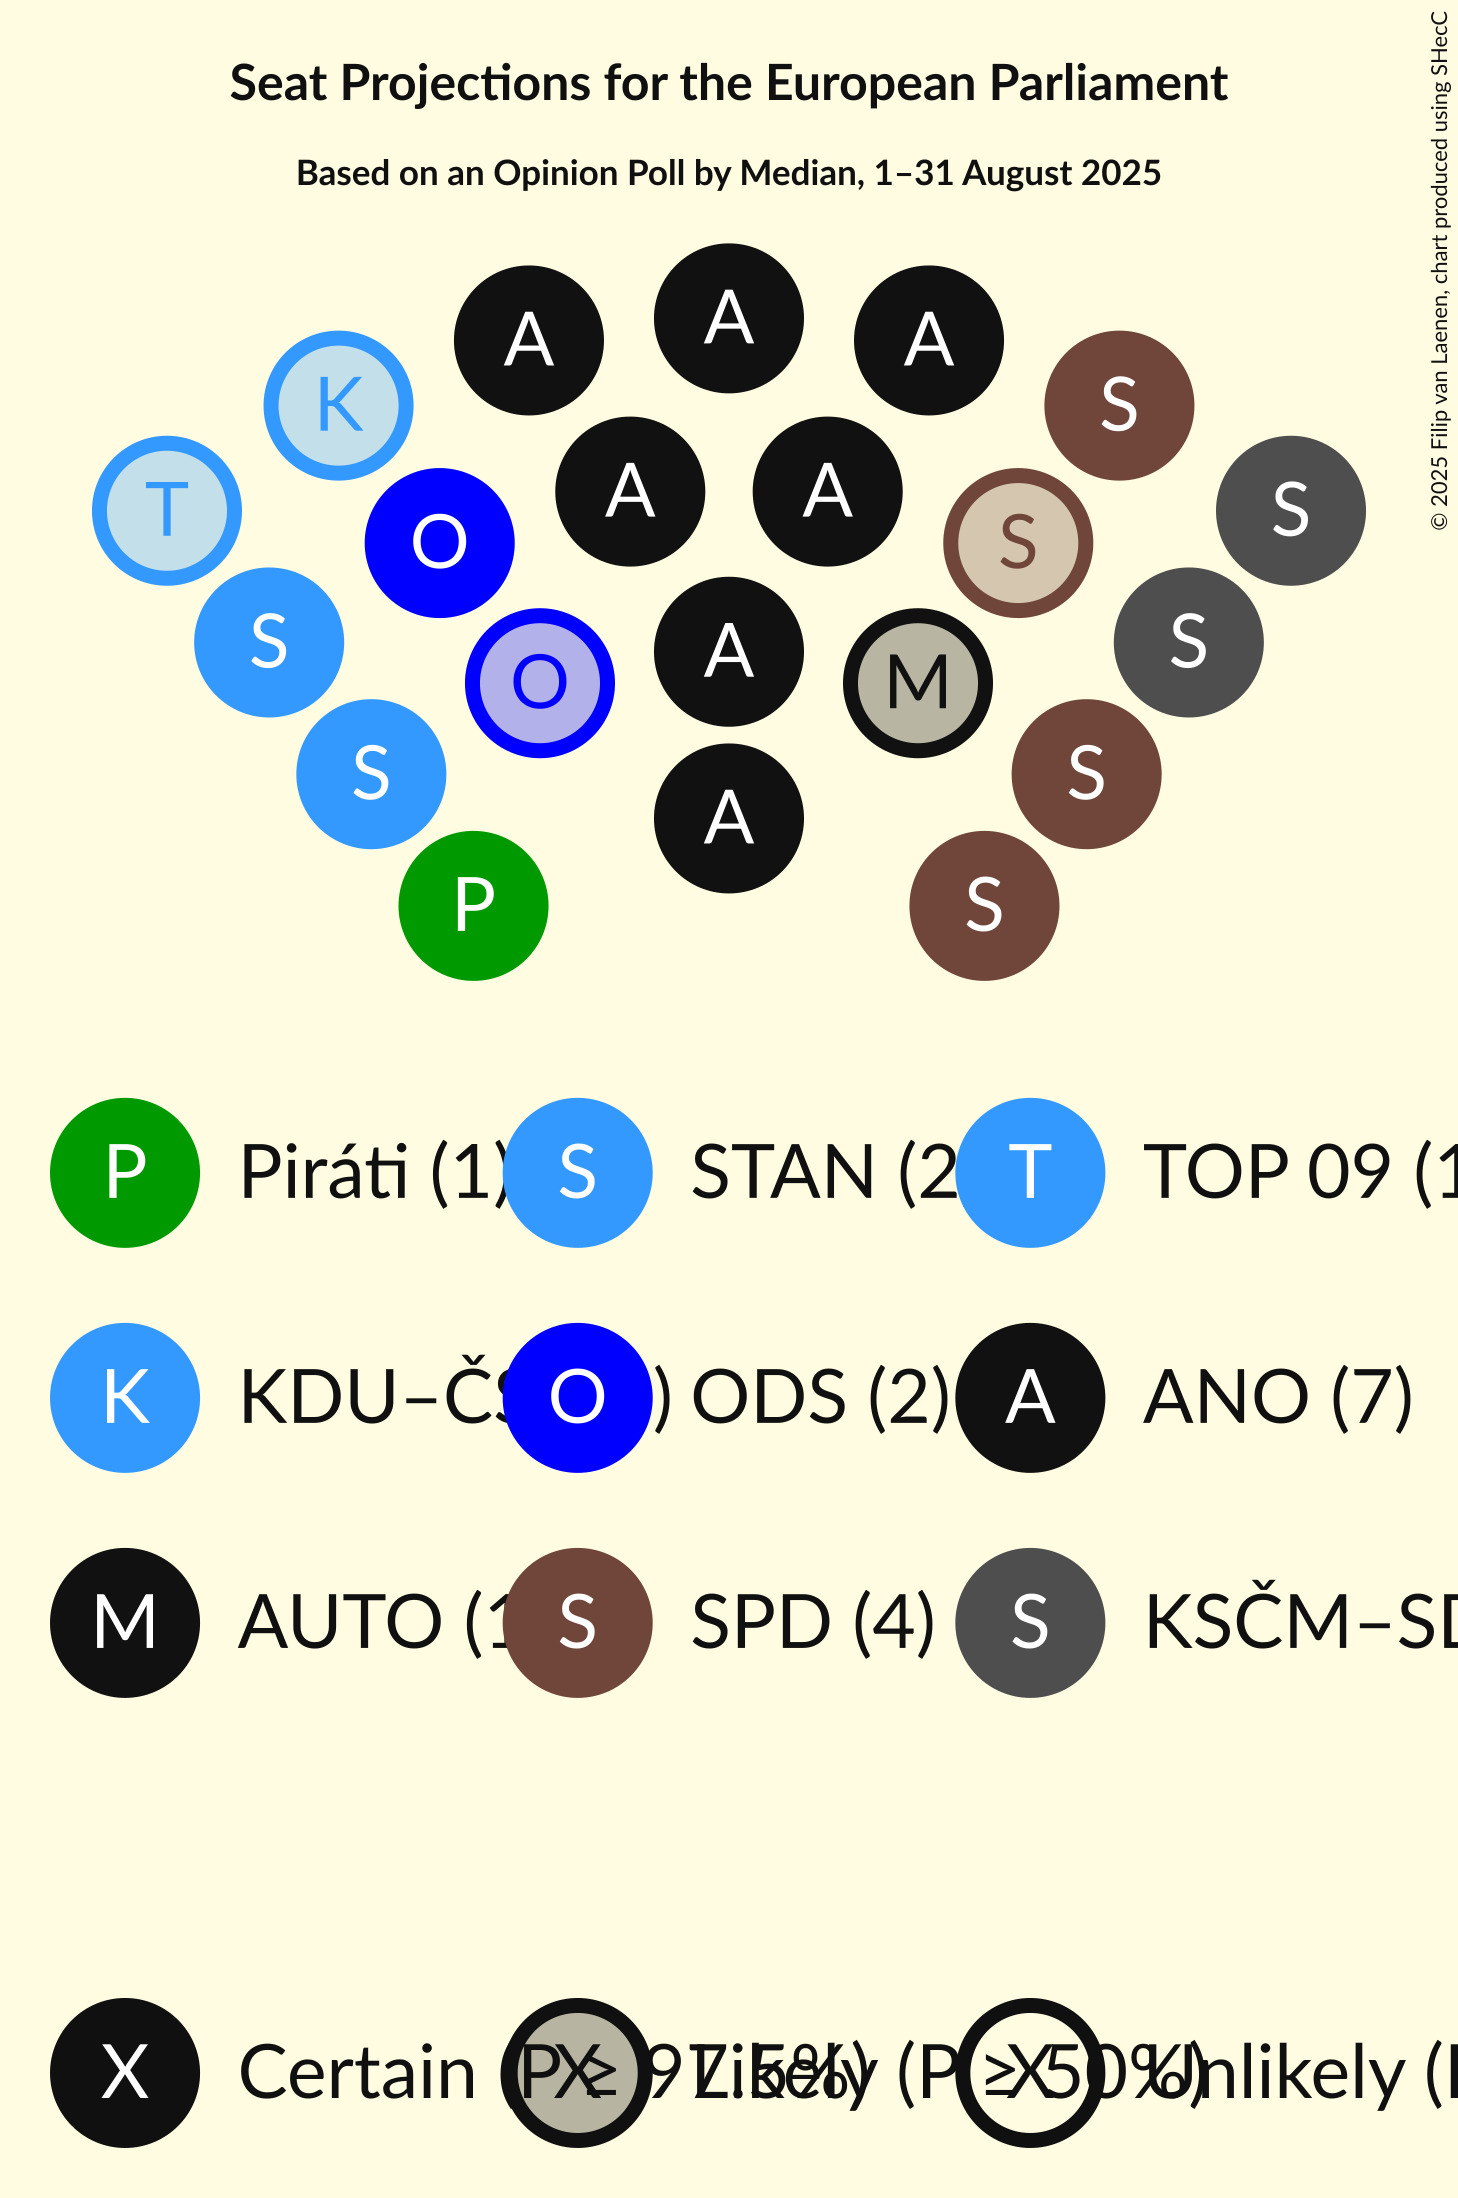 Seat Projections for the European Parliament
Based on an Opinion Poll by Median, 1–31 August 2025
© 2025 Filip van Laenen, chart produced using SHecC
A A A
K S
T A A S
O S
S O A M S
S A S
P S
P Piráti (1) S STAN (2 T TOP 09 (1
K KDU–ČS O ) ODS (2) A ANO (7)
M AUTO (1 S SPD (4) S KSČM–SD
X Certain (P ≥ 97.5%) X Likely (P ≥ 50%) X Unlikely (